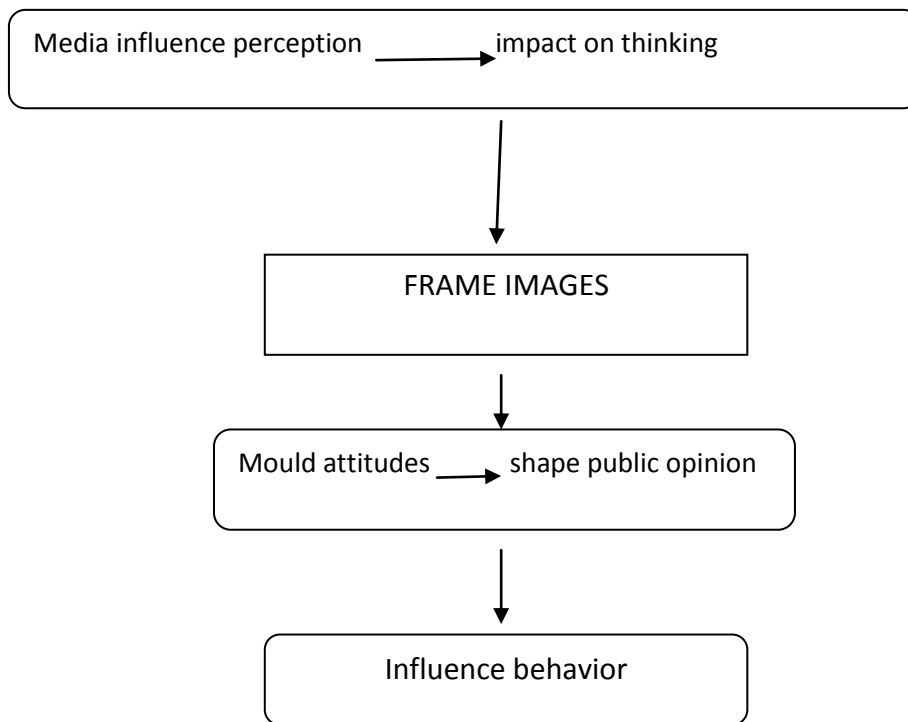 Media influence perception impact on thinking
FRAME IMAGES
Mould attitudes shape public opinion
Influence behavior